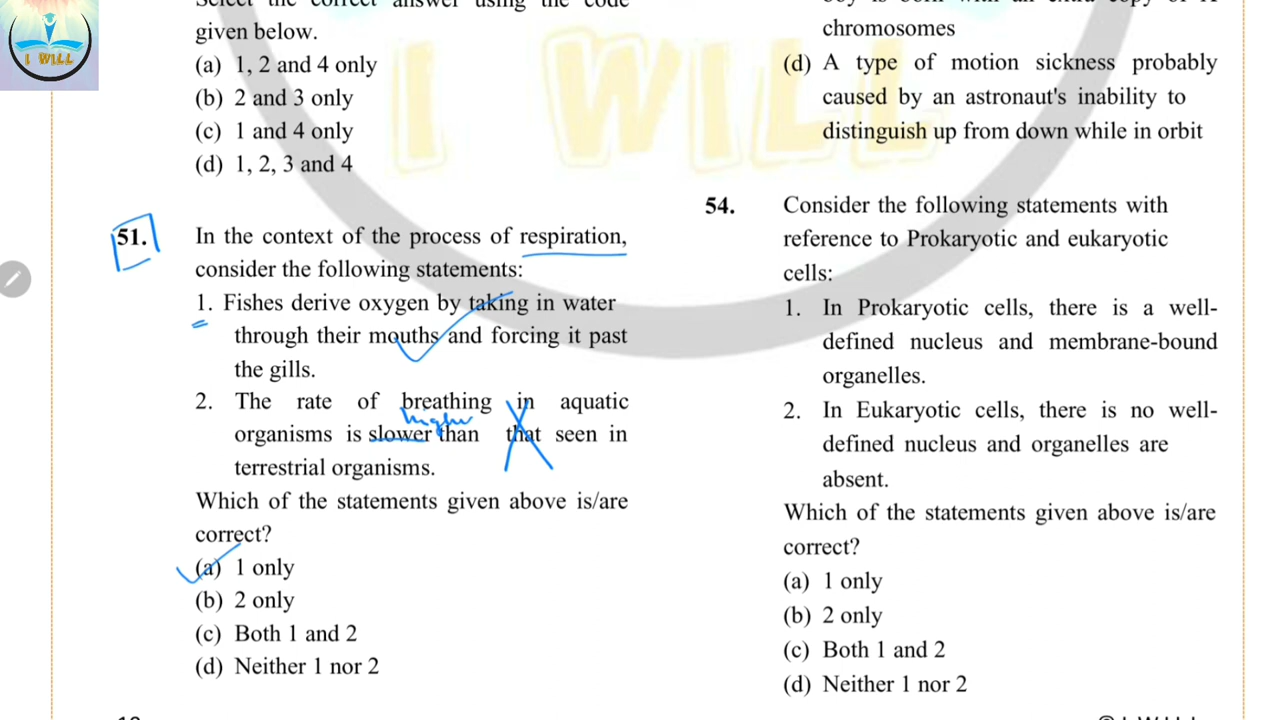 I WILL
I WILL
given below.
(a) 1, 2 and 4 only
(b) 2 and 3 only
(c) 1 and 4 only
(d) 1, 2, 3 and 4
51. In the context of the process of respiration,
consider the following statements:
1. Fishes derive oxygen by taking in water
through their mouths and forcing it past
the gills.
2. The rate of breathing in aquatic
higher
organisms is slower than that seen in
terrestrial organisms.
Which of the statements given above is/are
correct?
(a) 1 only
(b) 2 only
(c) Both 1 and 2
(d) Neither 1 nor 2
chromosomes
(d) A type of motion sickness probably
caused by an astronaut's inability to
distinguish up from down while in orbit
54. Consider the following statements with
reference to Prokaryotic and eukaryotic
cells:
1. In Prokaryotic cells, there is a well-
defined nucleus and membrane-bound
organelles.
2. In Eukaryotic cells, there is no well-
defined nucleus and organelles are
absent.
Which of the statements given above is/are
correct?
(a) 1 only
(b) 2 only
(c) Both 1 and 2
(d) Neither 1 nor 2